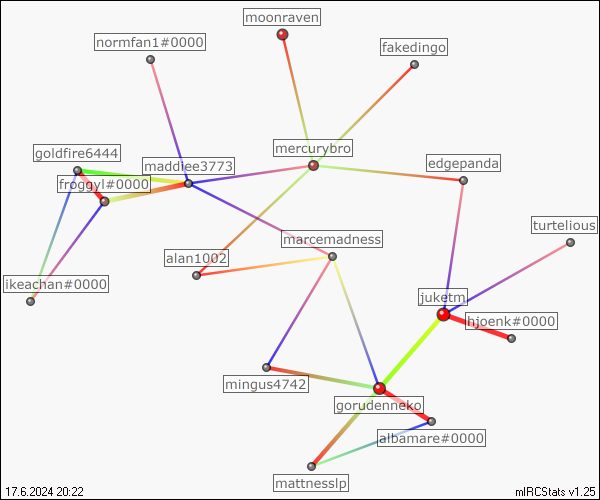 moonraven
normfan1#0000
fakedingo
mercurybro
goldfire6444
maddiee3773
edgepanda
froggyl#0000
turtelious
marcemadness
alan1002
ikeachan#0000
juketm
hjoenk#0000
mingus4742
gorudenneko
albamare#0000
mattnesslp
17.6.2024 20:22
mIRCStats v1.25